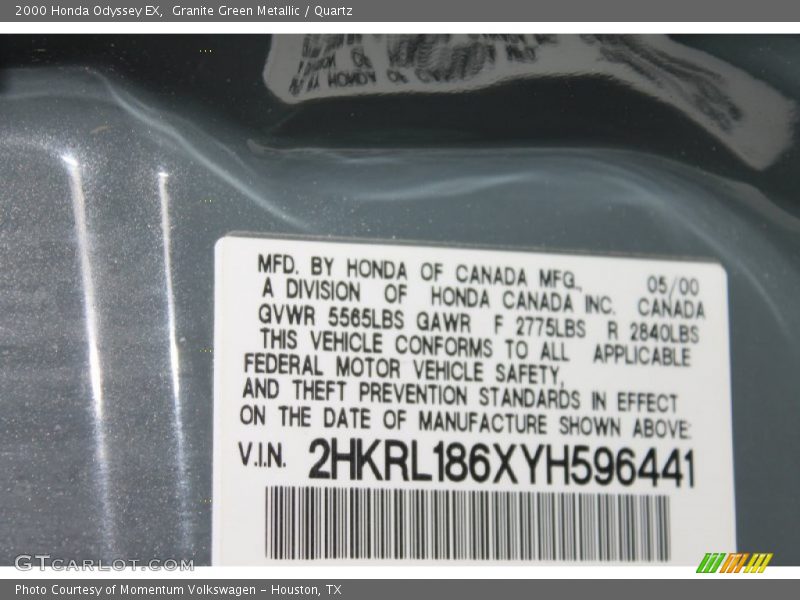 2000 Honda Odyssey EX, Granite Green Metallic / Quartz
MFD. BY HONDA OF CANADA MFG., 05/00
A DIVISION OF HONDA CANADA INC. CANADA
GVWR 5565LBS GAWR F 2775LBS R 2840LBS
THIS VEHICLE CONFORMS TO ALL APPLICABLE
FEDERAL MOTOR VEHICLE SAFETY,
AND THEFT PREVENTION STANDARDS IN EFFECT
ON THE DATE OF MANUFACTURE SHOWN ABOVE:
V.I.N. 2HKRL186XYH596441
GTCARLOT.COM
Photo Courtesy of Momentum Volkswagen - Houston, TX